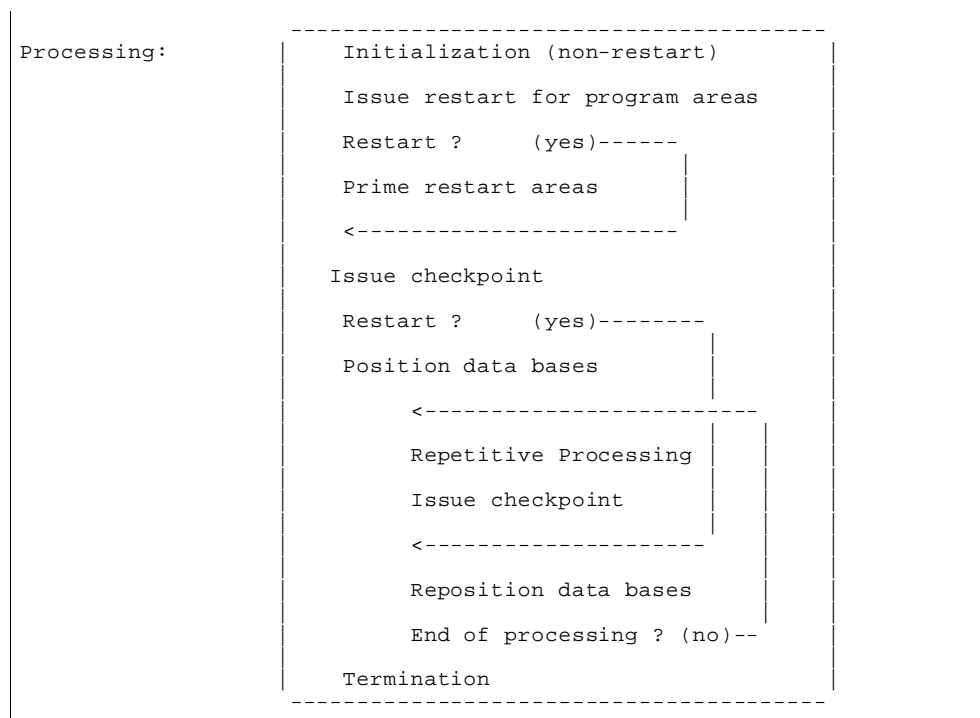 Processing: Initialization (non-restart)
Issue restart for program areas
Restart ? (yes)------
Prime restart areas
<------------------------
Issue checkpoint
Restart ? (yes)--------
Position data bases
<-------------------------
Repetitive Processing
Issue checkpoint
<---------------------
Reposition data bases
End of processing ? (no)--
Termination